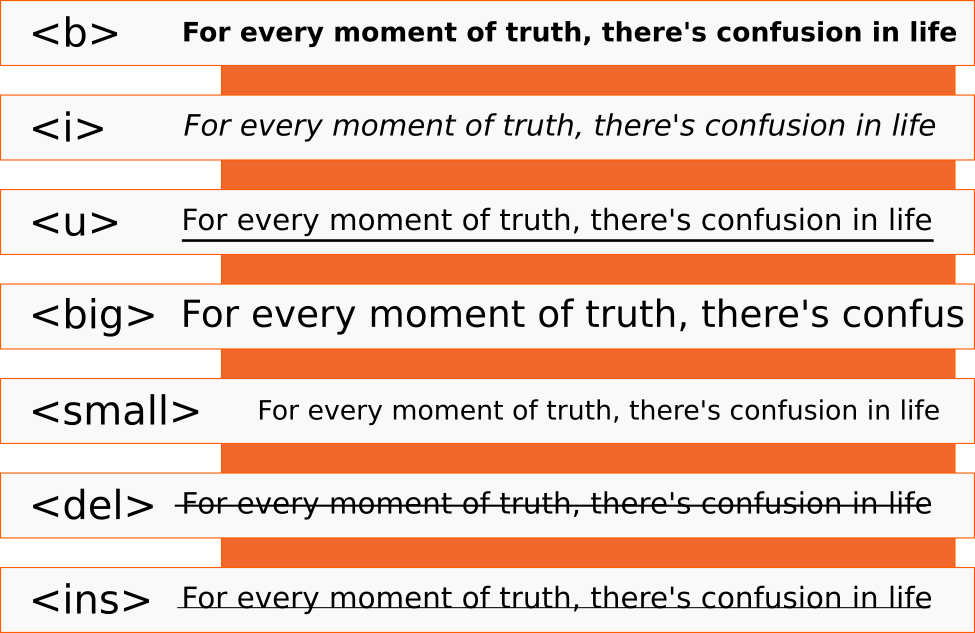 <b> For every moment of truth, there's confusion in life
<i> For every moment of truth, there's confusion in life
<u> For every moment of truth, there's confusion in life
<big> For every moment of truth, there's confus
<small> For every moment of truth, there's confusion in life
<del> For every moment of truth, there's confusion in life
<ins> For every moment of truth, there's confusion in life